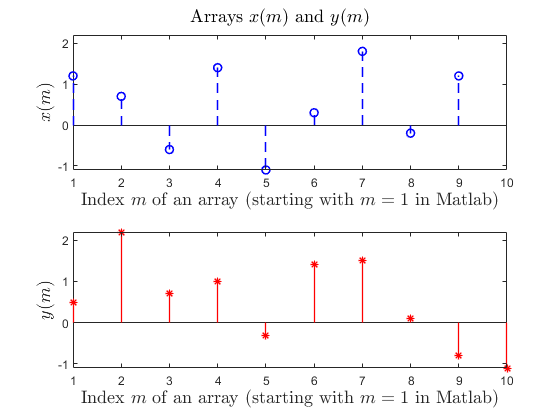 Arrays x(m) and y(m)
2
1
0
-1
x(m)
1 2 3 4 5 6 7 8 9 10
Index m of an array (starting with m = 1 in Matlab)
2
1
0
-1
y(m)
1 2 3 4 5 6 7 8 9 10
Index m of an array (starting with m = 1 in Matlab)